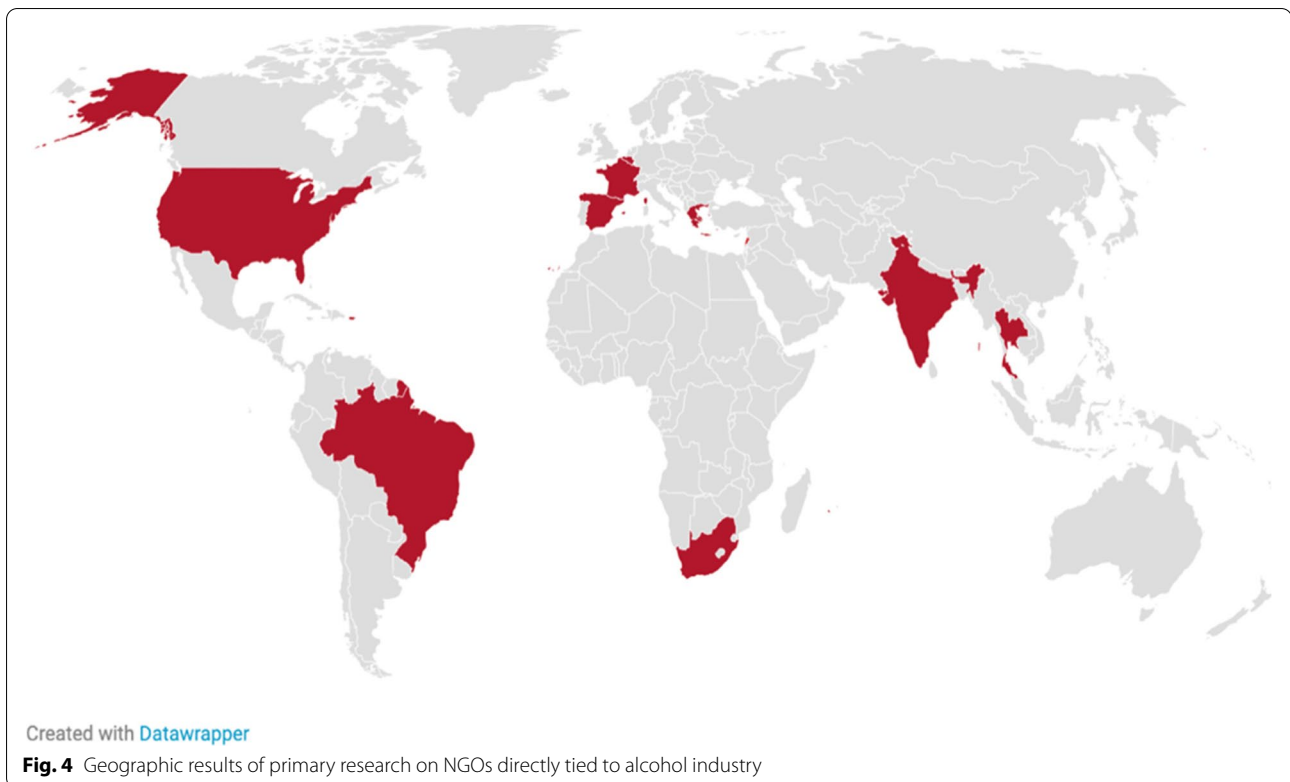 Created with Datawrapper
Fig. 4 Geographic results of primary research on NGOs directly tied to alcohol industry